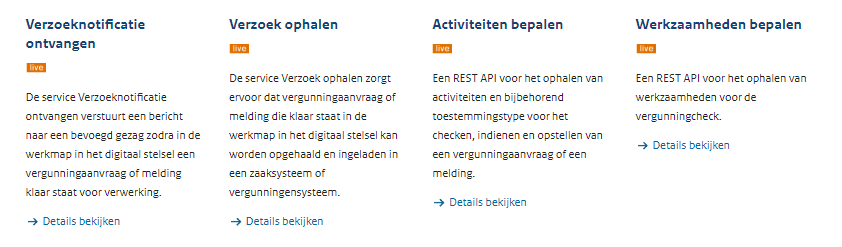 Verzoeknotificatie
ontvangen
live
De service Verzoeknotificatie
ontvangen verstuurt een bericht
naar een bevoegd gezag zodra in de
werkmap in het digitaal stelsel een
vergunningaanvraag of melding
klaar staat voor verwerking.
→ Details bekijken
Verzoek ophalen
live
De service Verzoek ophalen zorgt
ervoor dat vergunningaanvraag of
melding die klaar staat in de
werkmap in het digitaal stelsel kan
worden opgehaald en ingeladen in
een zaaksysteem of
vergunningensysteem.
→ Details bekijken
Activiteiten bepalen
live
Een REST API voor het ophalen van
activiteiten en bijbehorend
toestemmingstype voor het
checken, indienen en opstellen van
een vergunningaanvraag of een
melding.
→ Details bekijken
Werkzaamheden bepalen
live
Een REST API voor het ophalen van
werkzaamheden voor de
vergunningcheck.
→ Details bekijken